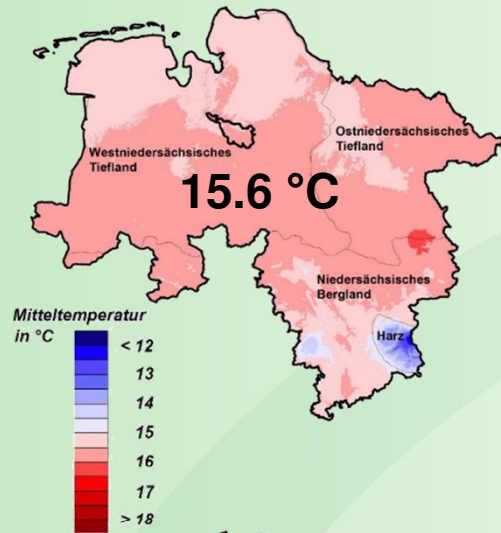 Ostniedersächsisches
Tiefland
Westniedersächsisches
Tiefland
15.6 °C
Niedersächsisches
Bergland
Harz
Mitteltemperatur
in °C
< 12
13
14
15
16
17
> 18